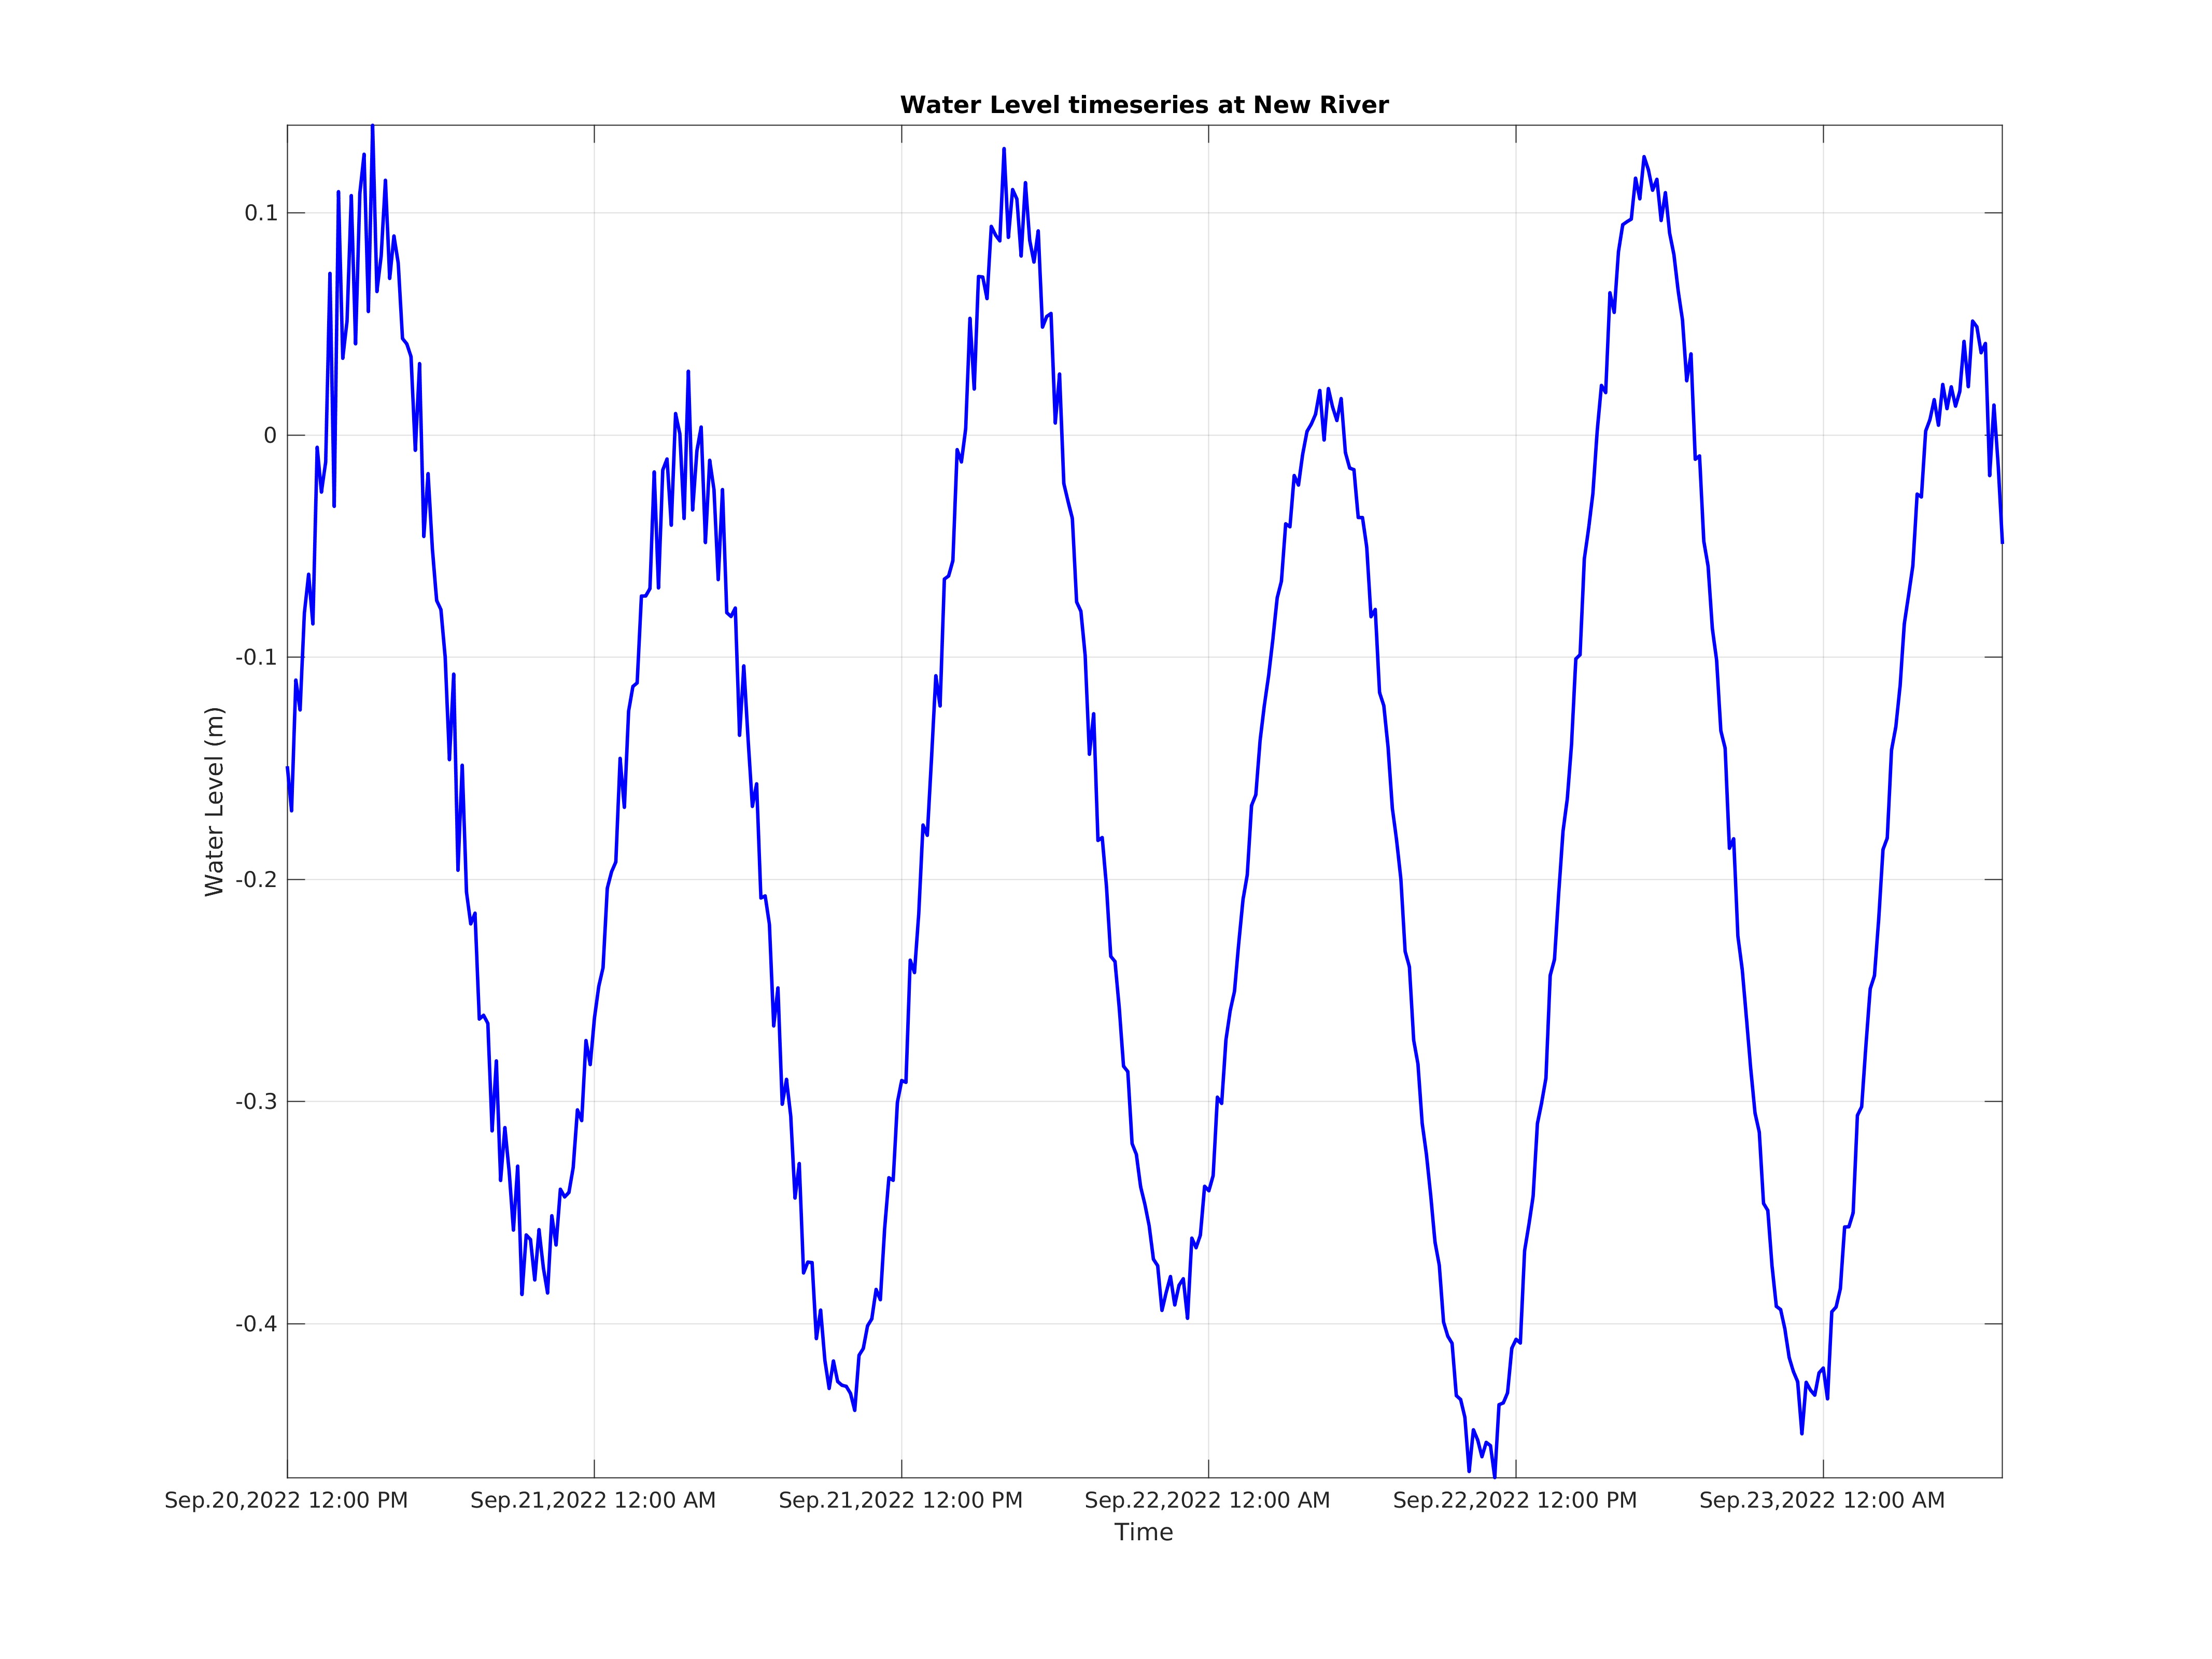 Water Level timeseries at New River
0.1
0
-0.1
-0.2
-0.3
-0.4
Water Level (m)
Sep.20,2022 12:00 PM Sep.21,2022 12:00 AM Sep.21,2022 12:00 PM Sep.22,2022 12:00 AM Sep.22,2022 12:00 PM Sep.23,2022 12:00 AM
Time